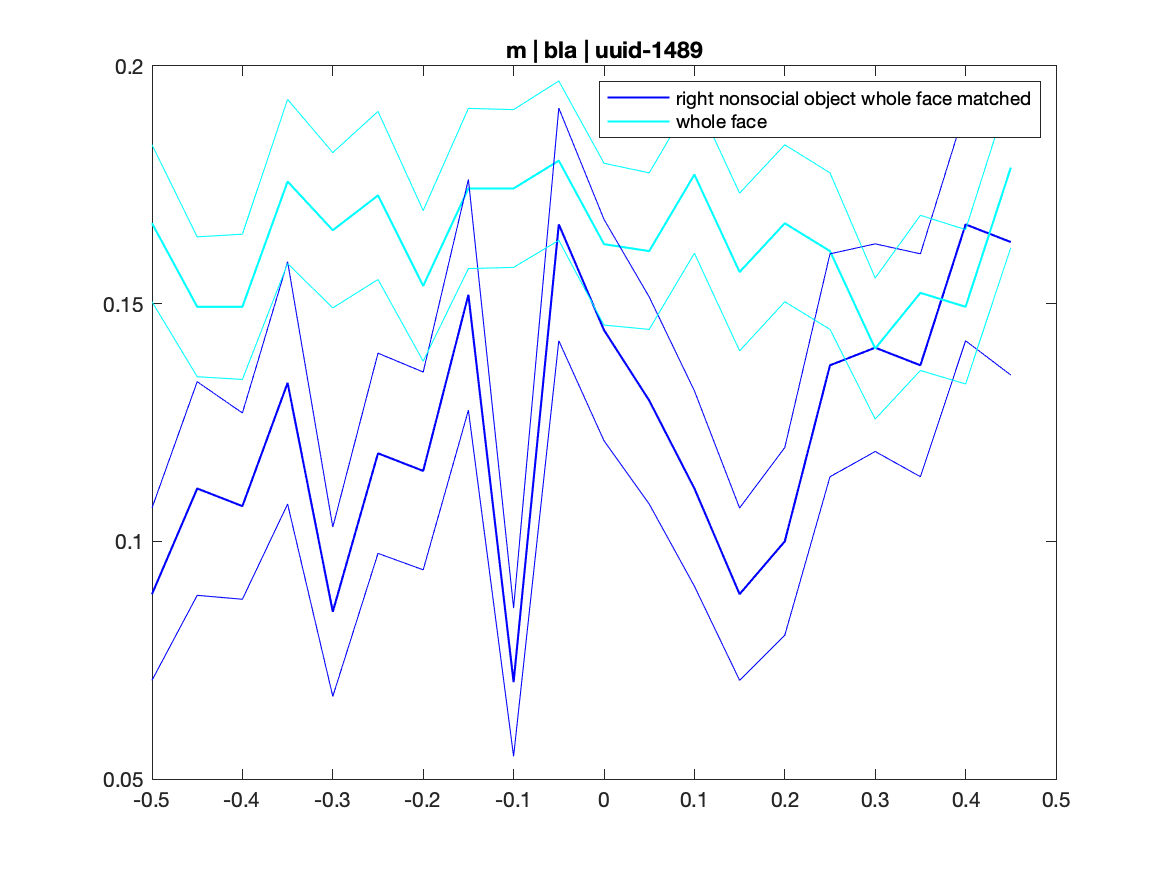 m | bla | uuid-1489
right nonsocial object whole face matched
whole face
0.2
0.15
0.1
0.05
-0.5 -0.4 -0.3 -0.2 -0.1 0 0.1 0.2 0.3 0.4 0.5